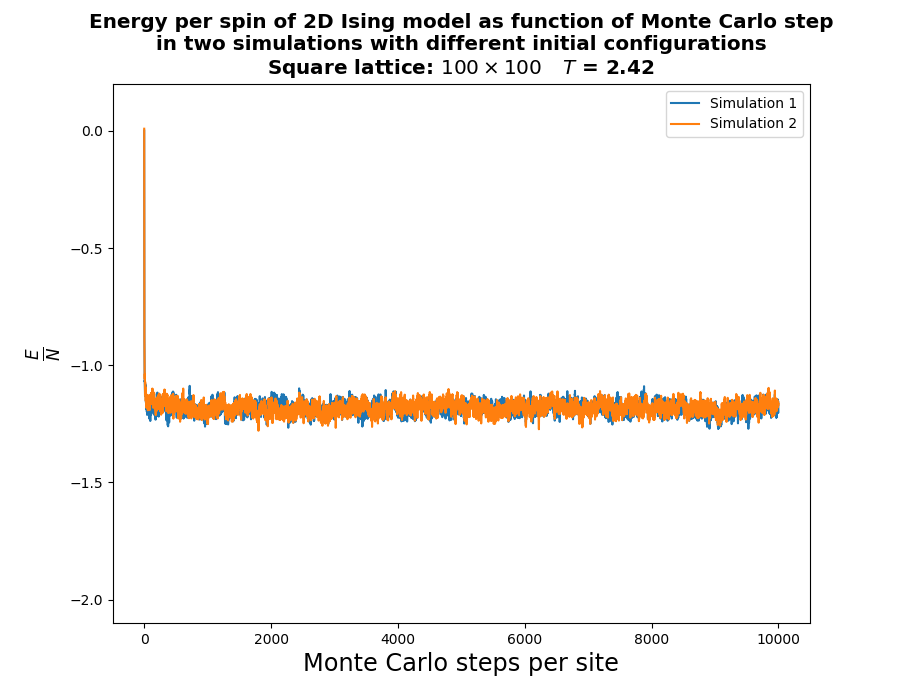 Energy per spin of 2D Ising model as function of Monte Carlo step
in two simulations with different initial configurations
Square lattice: 100 × 100 T = 2.42
Simulation 1
Simulation 2
0.0
−0.5
−1.0
−1.5
−2.0
E
N
0 2000 4000 6000 8000 10000
Monte Carlo steps per site